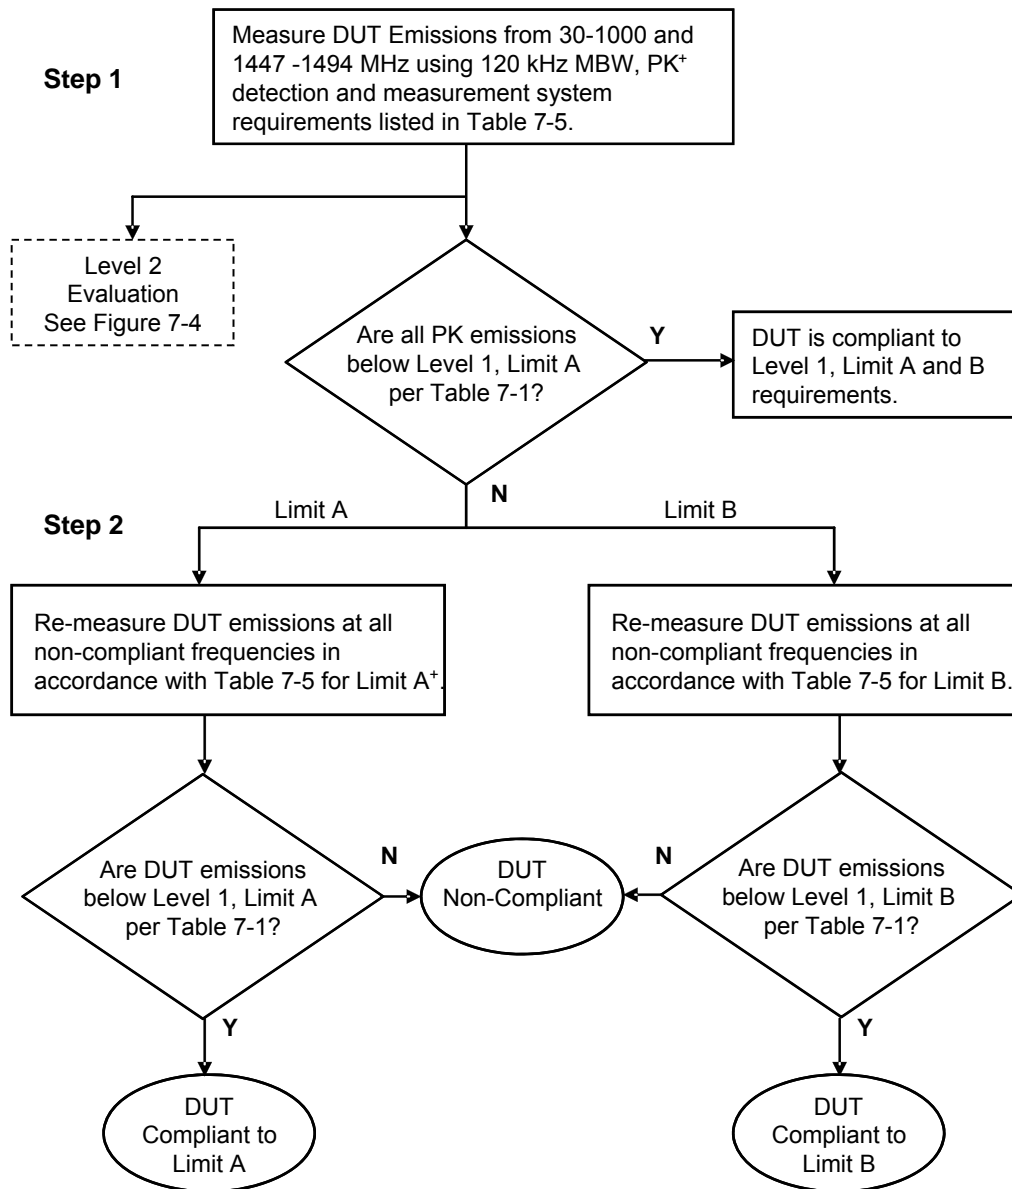 Step 1
Measure DUT Emissions from 30-1000 and
1447 -1494 MHz using 120 kHz MBW, PK⁺
detection and measurement system
requirements listed in Table 7-5.
Level 2
Evaluation
See Figure 7-4
Are all PK emissions
below Level 1, Limit A
per Table 7-1?
Y
DUT is compliant to
Level 1, Limit A and B
requirements.
N
Step 2
Limit A
Limit B
Re-measure DUT emissions at all
non-compliant frequencies in
accordance with Table 7-5 for Limit A⁺.
Re-measure DUT emissions at all
non-compliant frequencies in
accordance with Table 7-5 for Limit B.
Are DUT emissions
below Level 1, Limit A
per Table 7-1?
N
DUT
Non-Compliant
N
Are DUT emissions
below Level 1, Limit B
per Table 7-1?
Y
Y
DUT
Compliant to
Limit A
DUT
Compliant to
Limit B